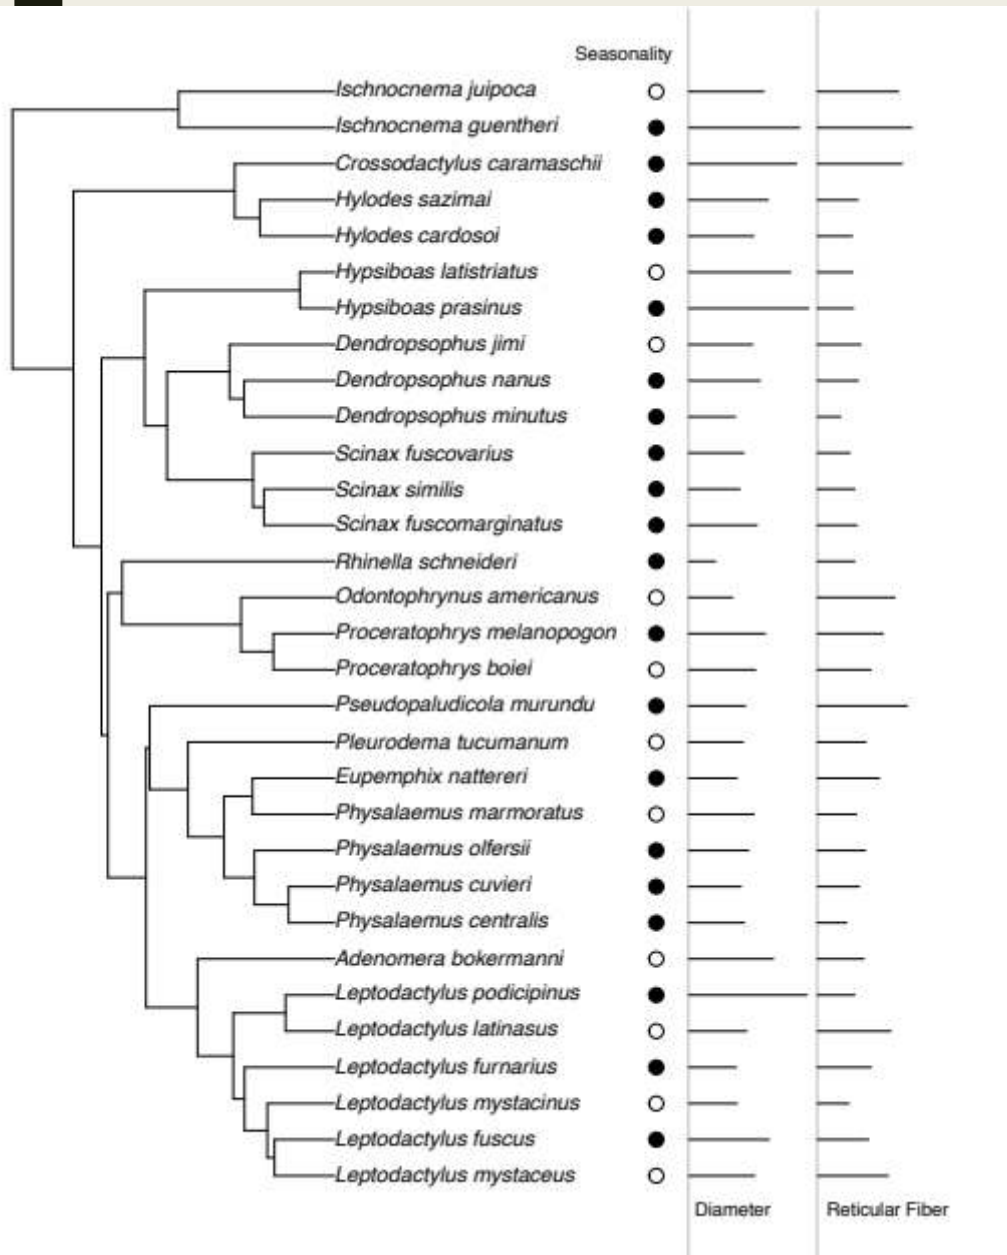 Seasonality
Ischnocnema juipoca
Ischnocnema guentheri
Crossodactylus caramaschii
Hylodes sazimai
Hylodes cardosoi
Hypsiboas latistriatus
Hypsiboas prasinus
Dendropsophus jimi
Dendropsophus nanus
Dendropsophus minutus
Scinax fuscovarius
Scinax similis
Scinax fuscomarginatus
Rhinella schneideri
Odontophrynus americanus
Proceratophrys melanopogon
Proceratophrys boiei
Pseudopaludicola murundu
Pleurodema tucumanum
Eupemphix nattereri
Physalaemus marmoratus
Physalaemus olfersii
Physalaemus cuvieri
Physalaemus centralis
Adenomera bokermanni
Leptodactylus podicipinus
Leptodactylus latinasus
Leptodactylus furnarius
Leptodactylus mystacinus
Leptodactylus fuscus
Leptodactylus mystaceus
Diameter Reticular Fiber